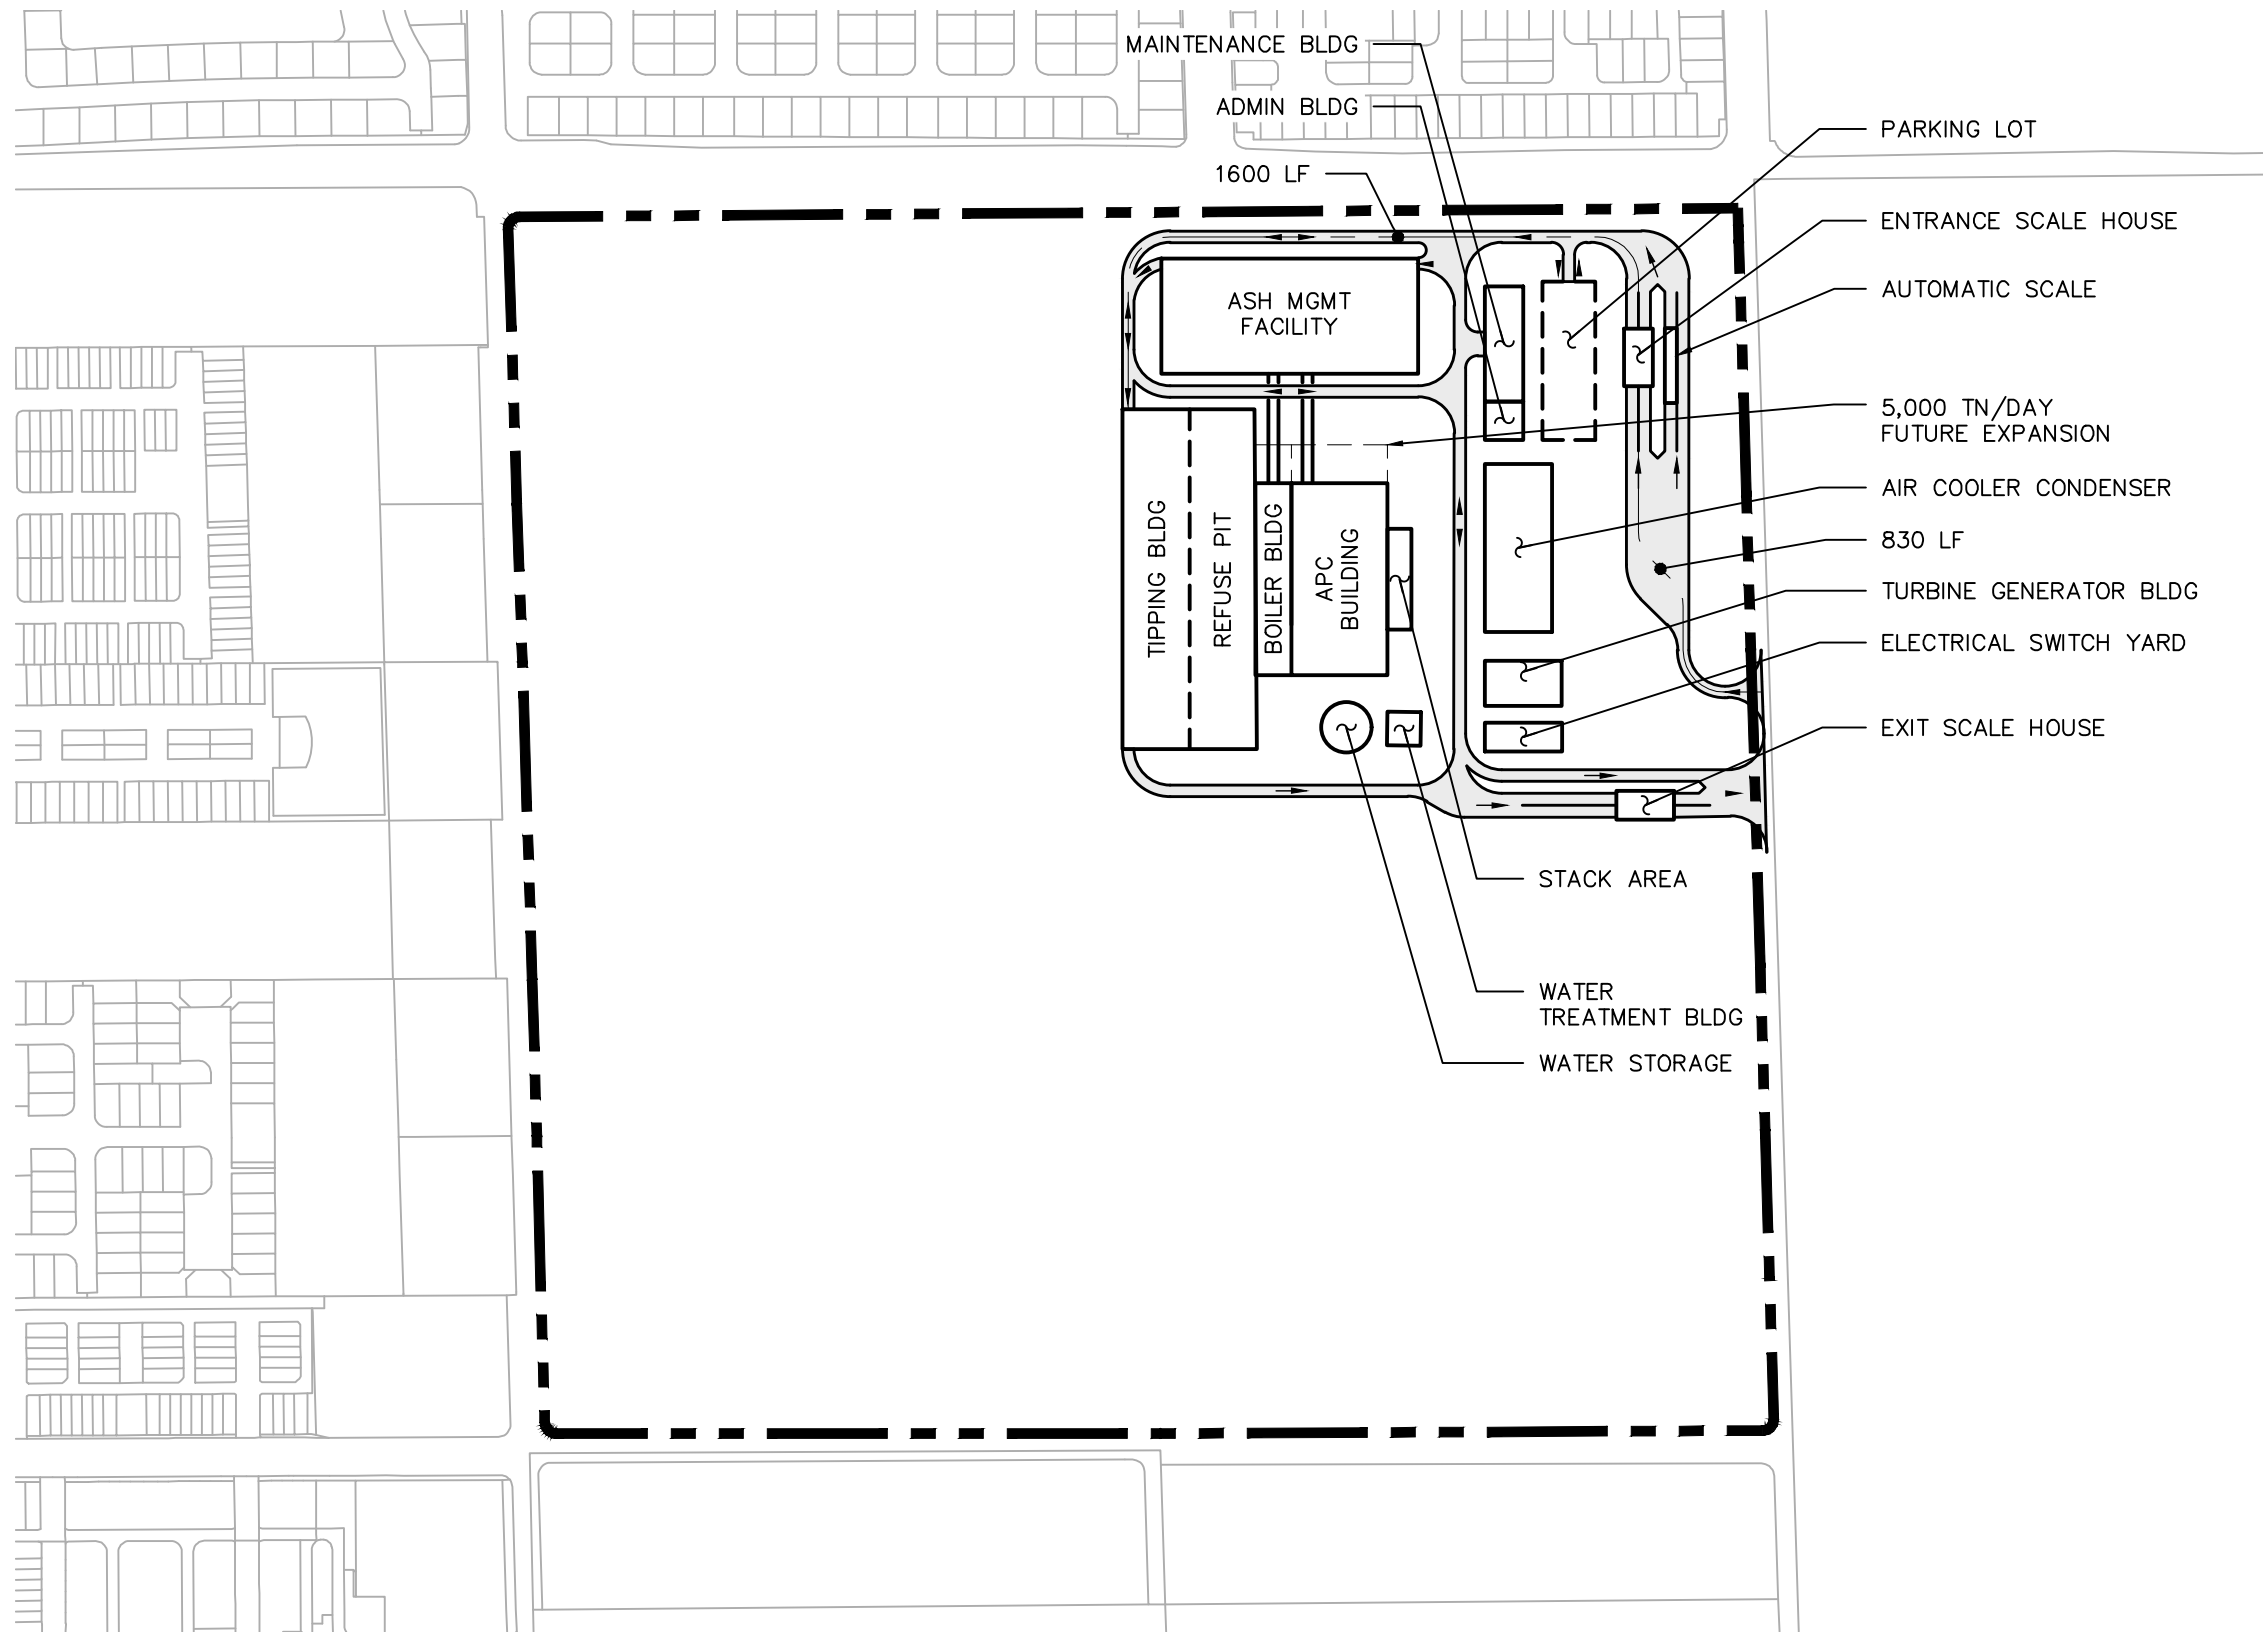 MAINTENANCE BLDG
ADMIN BLDG
1600 LF
PARKING LOT
ENTRANCE SCALE HOUSE
AUTOMATIC SCALE
5,000 TN/DAY
FUTURE EXPANSION
AIR COOLER CONDENSER
830 LF
TURBINE GENERATOR BLDG
ELECTRICAL SWITCH YARD
EXIT SCALE HOUSE
ASH MGMT
FACILITY
TIPPING BLDG
REFUSE PIT
BOILER BLDG
APC
BUILDING
STACK AREA
WATER
TREATMENT BLDG
WATER STORAGE